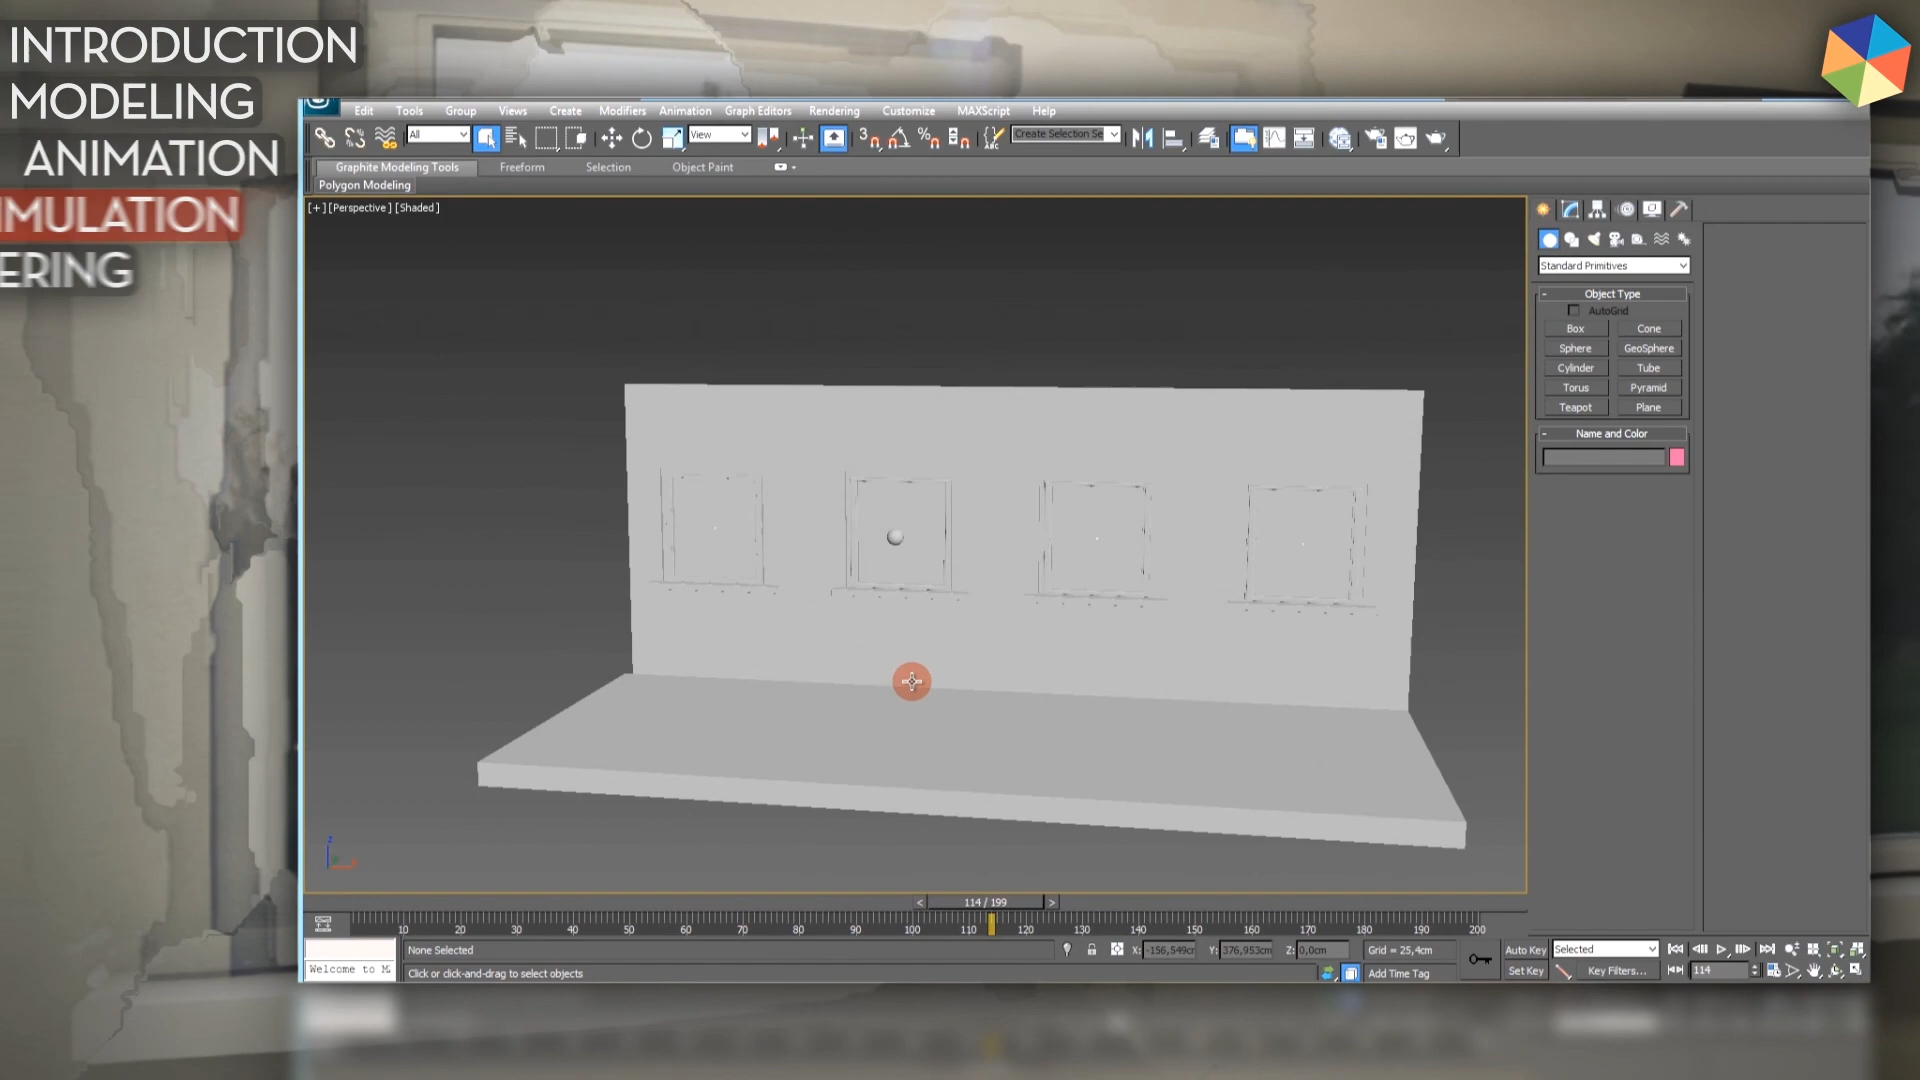 INTRODUCTION
MODELING
ANIMATION
IMULATION
ERING
Edit Tools Group Views Create Modifiers Animation Graph Editors Rendering Customize MAXScript Help
All View 3 % ABC Create Selection Se
Graphite Modeling Tools Freeform Selection Object Paint
Polygon Modeling
[+] [Perspective] [Shaded]
Standard Primitives
- Object Type
AutoGrid
Box Cone
Sphere GeoSphere
Cylinder Tube
Torus Pyramid
Teapot Plane
- Name and Color
z
< 114 / 199 >
10 20 30 40 50 60 70 80 90 100 110 120 130 140 150 160 170 180 190 200
None Selected X: -156,549cm Y: 376,953cm Z: 0,0cm Grid = 25,4cm Auto Key Selected
Welcome to M Click or click-and-drag to select objects Add Time Tag Set Key Key Filters... 114